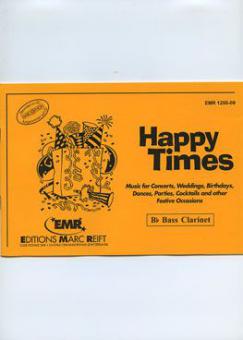 EMR 1255-09
Happy
Times
Music for Concerts, Weddings, Birthdays,
Dances, Parties, Cocktails and other
Festive Occasions
B♭ Bass Clarinet
EMR
EDITIONS MARC REIFT